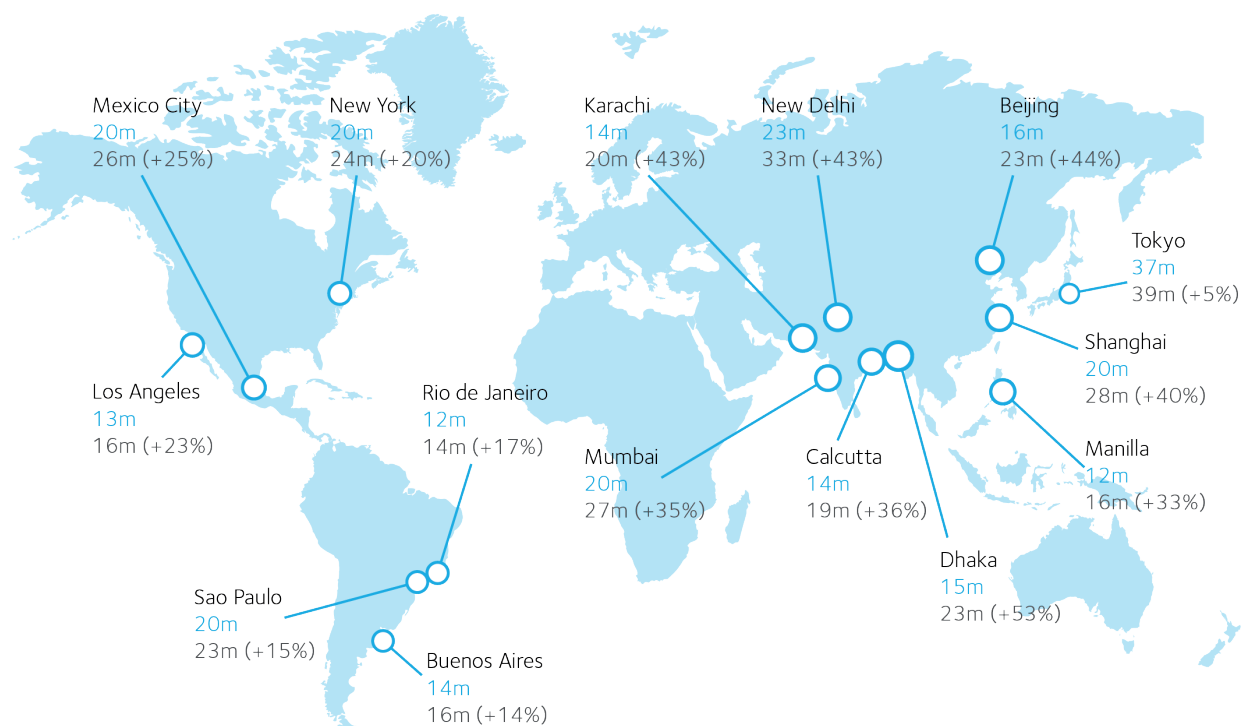 Mexico City
20m
26m (+25%)
New York
20m
24m (+20%)
Karachi
14m
20m (+43%)
New Delhi
23m
33m (+43%)
Beijing
16m
23m (+44%)
Tokyo
37m
39m (+5%)
Shanghai
20m
28m (+40%)
Los Angeles
13m
16m (+23%)
Rio de Janeiro
12m
14m (+17%)
Mumbai
20m
27m (+35%)
Calcutta
14m
19m (+36%)
Manilla
12m
16m (+33%)
Dhaka
15m
23m (+53%)
Sao Paulo
20m
23m (+15%)
Buenos Aires
14m
16m (+14%)